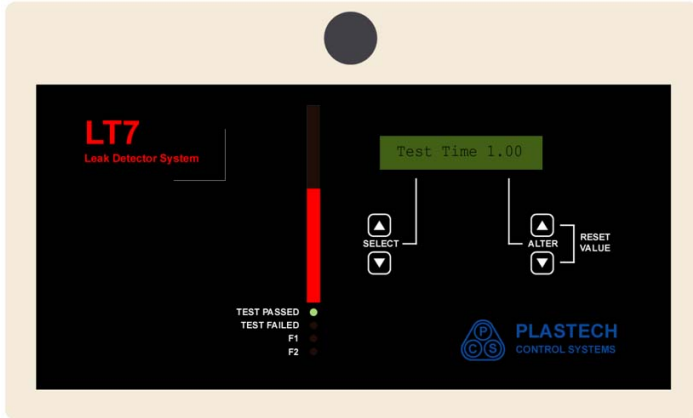 LT7
Leak Detector System
Test Time 1.00
SELECT
ALTER
RESET
VALUE
TEST PASSED
TEST FAILED
F1
F2
P
C S
PLASTECH
CONTROL SYSTEMS